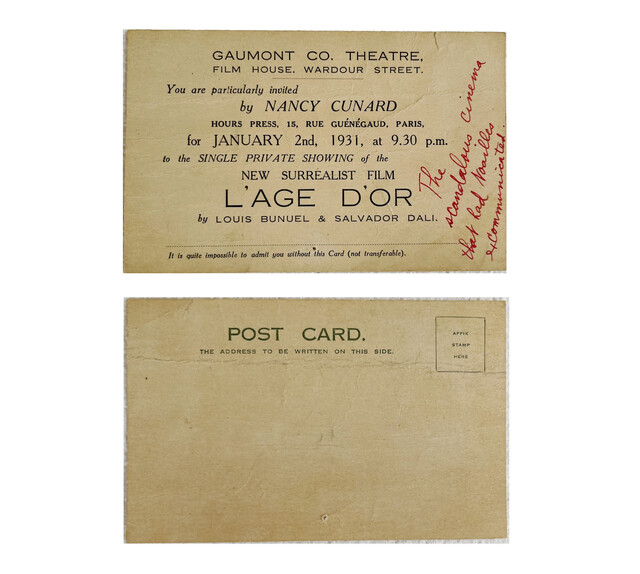 GAUMONT CO. THEATRE,
FILM HOUSE, WARDOUR STREET.
You are particularly invited
by NANCY CUNARD
HOURS PRESS, 15, RUE GUÉNÉGAUD, PARIS,
for JANUARY 2nd, 1931, at 9.30 p.m.
to the SINGLE PRIVATE SHOWING of the
NEW SURREALIST FILM
L'AGE D'OR
by LOUIS BUNUEL & SALVADOR DALI.
It is quite impossible to admit you without this Card (not transferable).
The
scandalous cinema
that had Noailles
excommunicated
POST CARD.
THE ADDRESS TO BE WRITTEN ON THIS SIDE.
AFFIX
STAMP
HERE